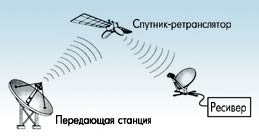 Спутник-ретранслятор
Ресивер
Передающая станция